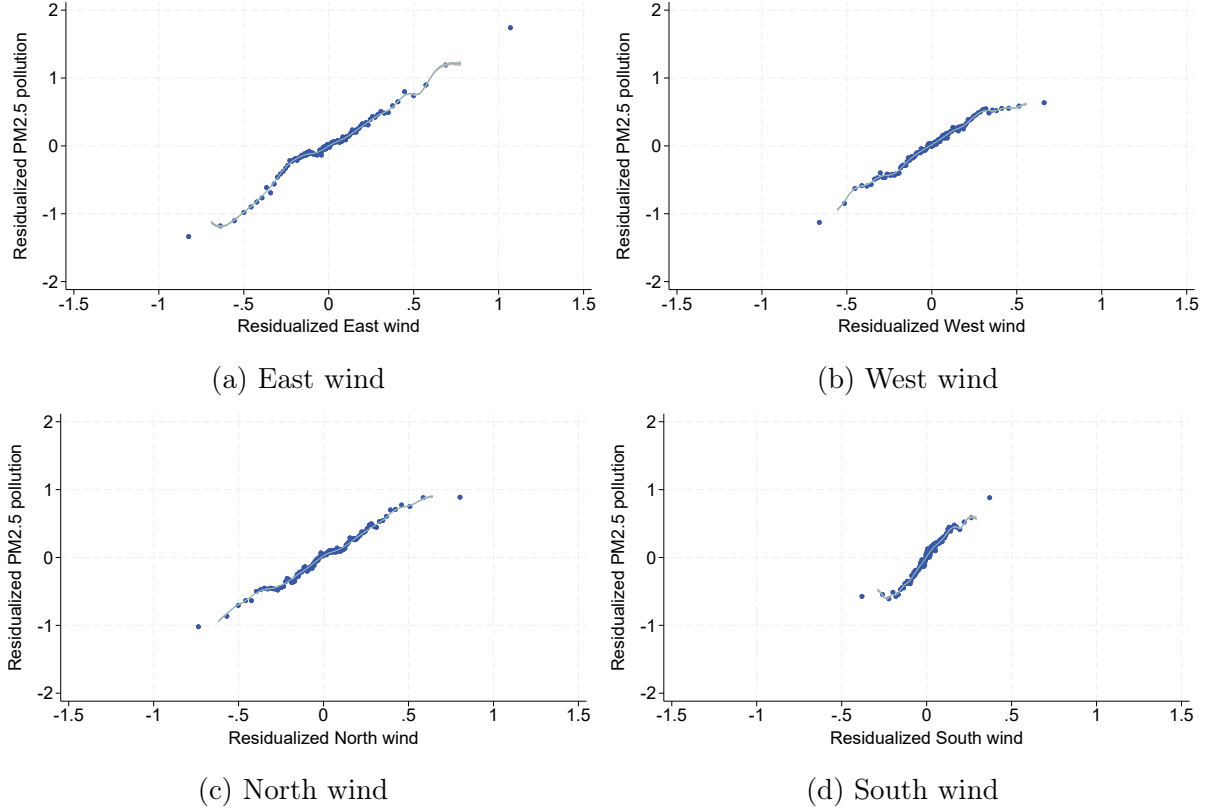 2
1
0
-1
-2
Residualized PM2.5 pollution
-1.5 -1 -.5 0 .5 1 1.5
Residualized East wind
(a) East wind
2
1
0
-1
-2
Residualized PM2.5 pollution
-1.5 -1 -.5 0 .5 1 1.5
Residualized West wind
(b) West wind
2
1
0
-1
-2
Residualized PM2.5 pollution
-1.5 -1 -.5 0 .5 1 1.5
Residualized North wind
(c) North wind
2
1
0
-1
-2
Residualized PM2.5 pollution
-1.5 -1 -.5 0 .5 1 1.5
Residualized South wind
(d) South wind